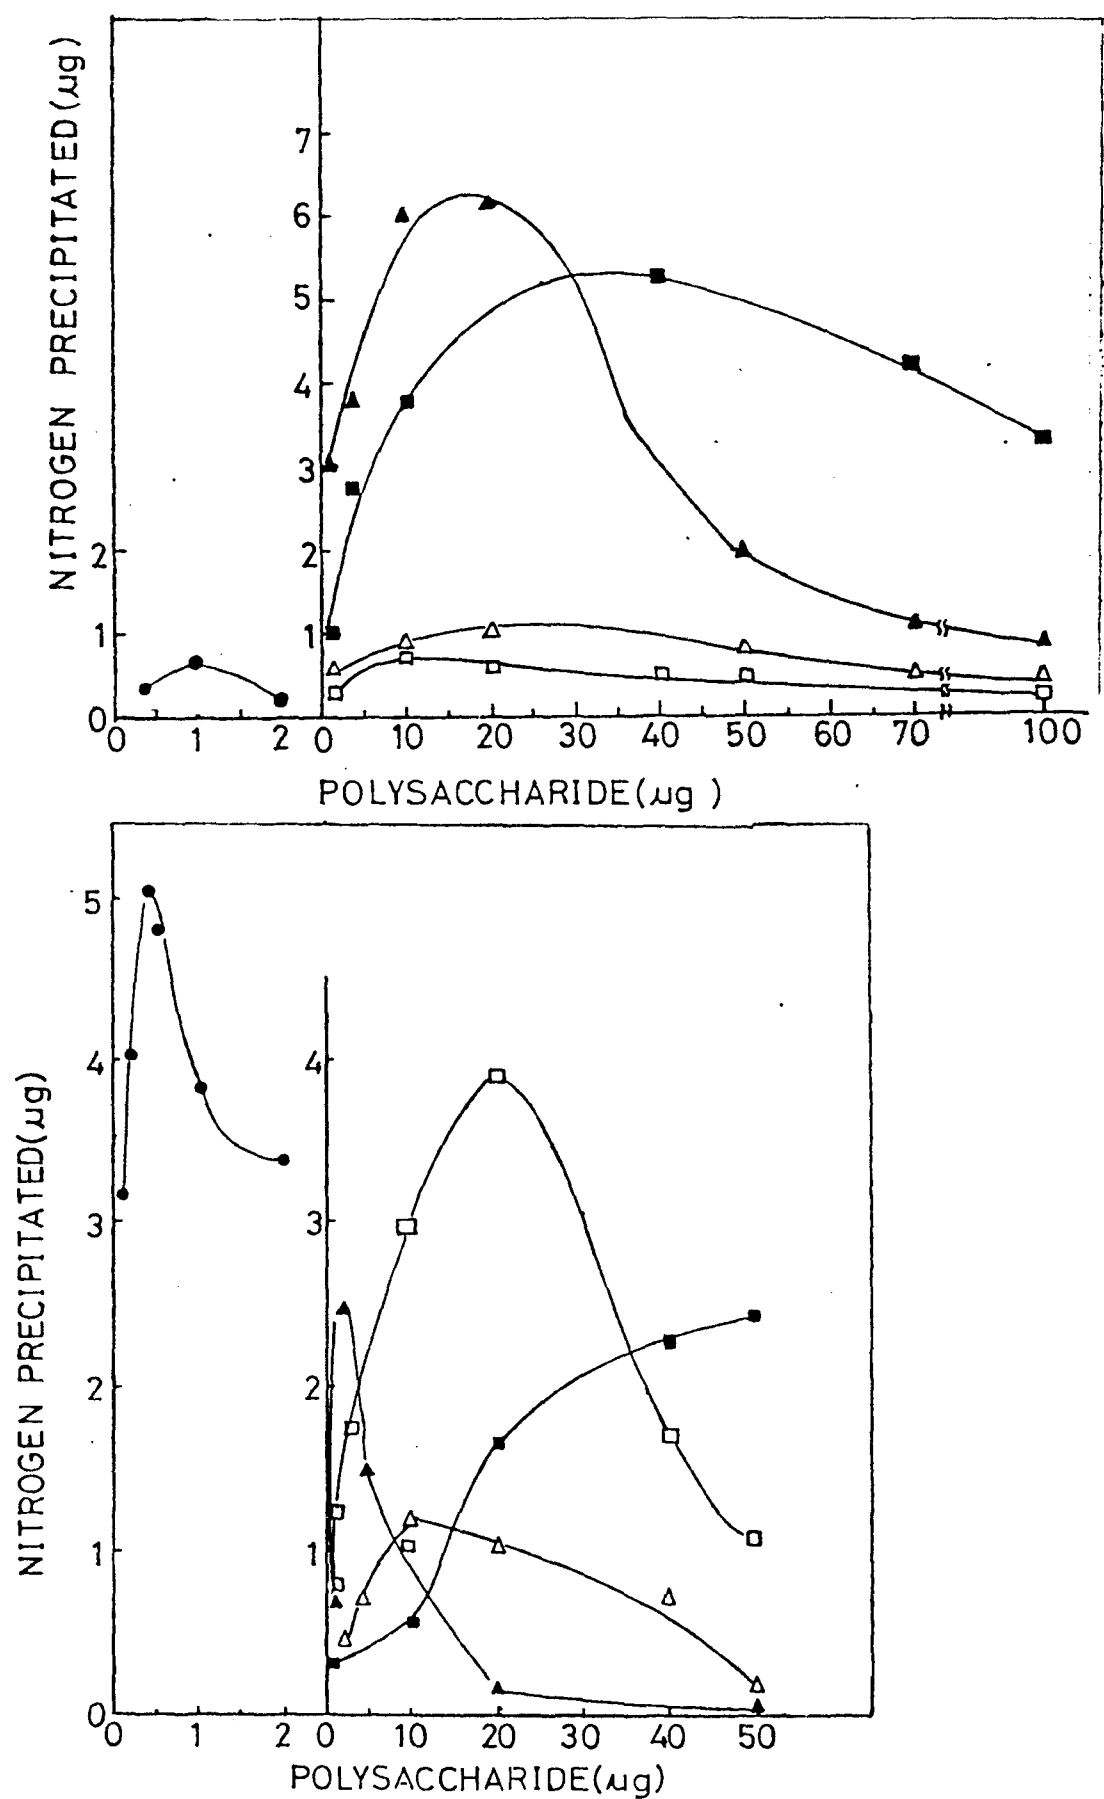 NITROGEN PRECIPITATED (µg)
7
6
5
4
3
2 2
1 1
0
0 1 2 0 10 20 30 40 50 60 70 100
POLYSACCHARIDE (µg )
NITROGEN PRECIPITATED (µg)
5
4 4
3 3
2 2
1 1
0
0 1 2 0 10 20 30 40 50
POLYSACCHARIDE (µg)